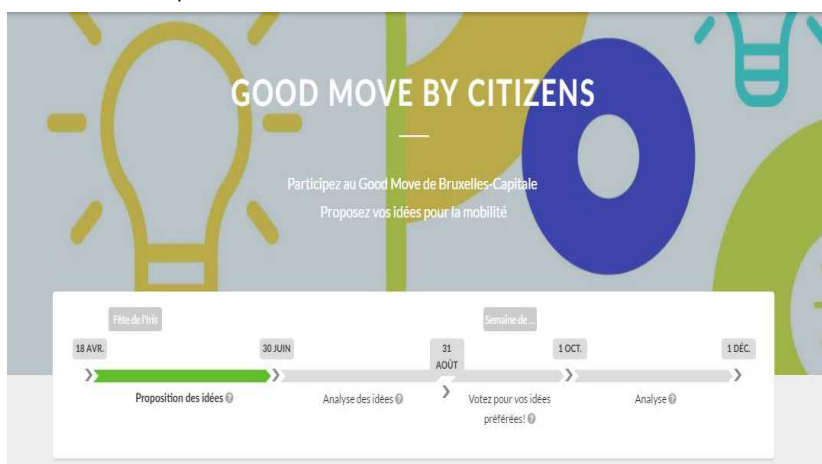 GOOD MOVE BY CITIZENS
Participez au Good Move de Bruxelles-Capitale
Proposez vos idées pour la mobilité
Fête de l'Iris
Semaine de ...
18 AVR.
30 JUIN
31
AOÛT
1 OCT.
1 DÉC.
Proposition des idées
Analyse des idées
Votez pour vos idées
préférées!
Analyse